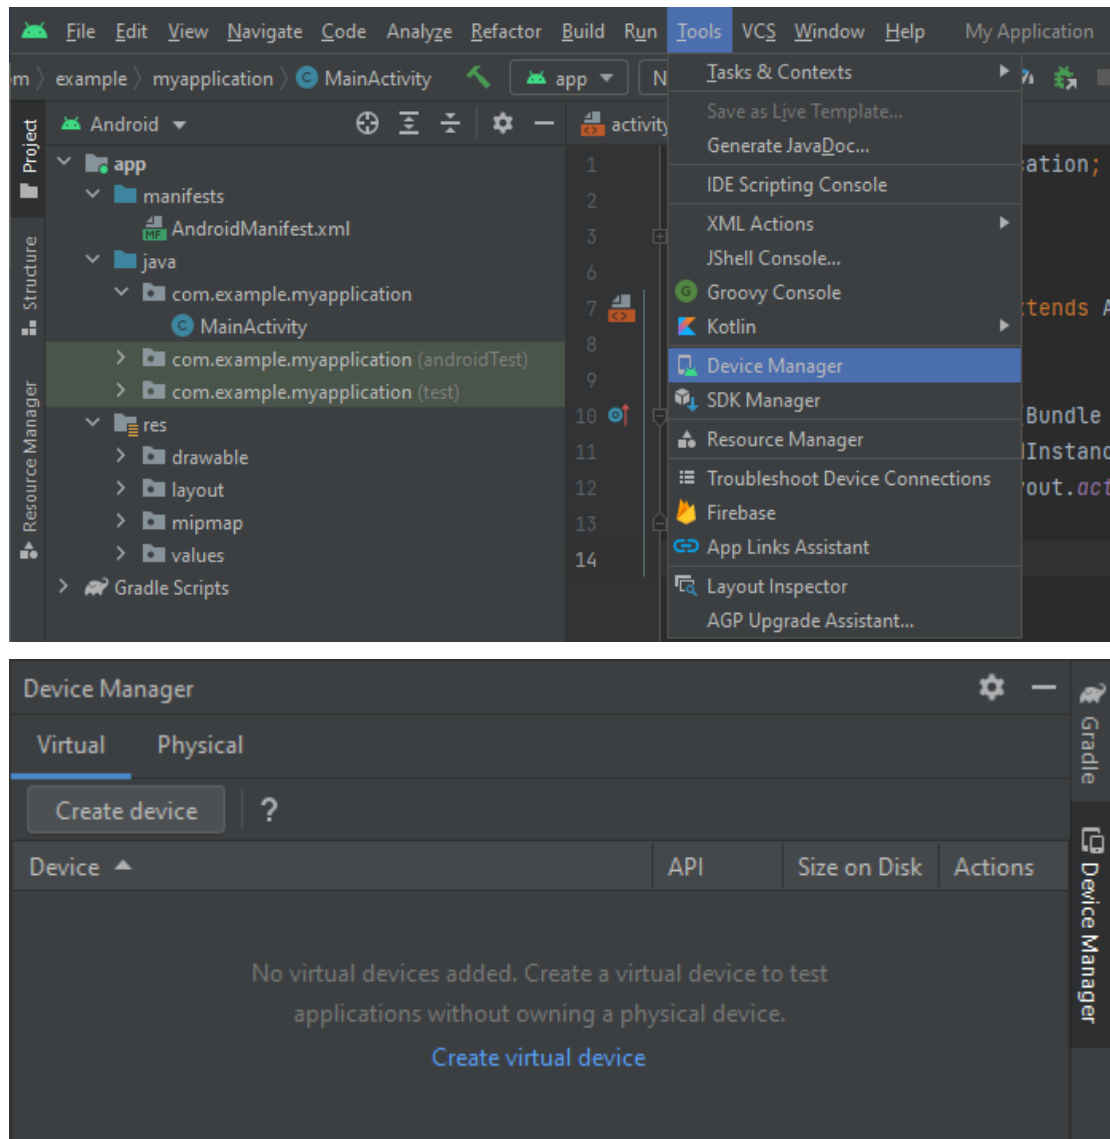 File Edit View Navigate Code Analyze Refactor Build Run Tools VCS Window Help My Application
om example myapplication MainActivity app N
Project
Structure
Resource Manager
Android
app
manifests
AndroidManifest.xml
java
com.example.myapplication
MainActivity
com.example.myapplication (androidTest)
com.example.myapplication (test)
res
drawable
layout
mipmap
values
Gradle Scripts
activity
1
2
3
6
7
8
9
10
11
12
13
14
Tasks & Contexts
Save as Live Template...
Generate JavaDoc...
IDE Scripting Console
XML Actions
JShell Console...
Groovy Console
Kotlin
Device Manager
SDK Manager
Resource Manager
Troubleshoot Device Connections
Firebase
App Links Assistant
Layout Inspector
AGP Upgrade Assistant...
cation;
xtends A
(Bundle
dInstanc
yout.act
Device Manager
Virtual Physical
Create device ?
Device API Size on Disk Actions
No virtual devices added. Create a virtual device to test
applications without owning a physical device.
Create virtual device
Gradle
Device Manager